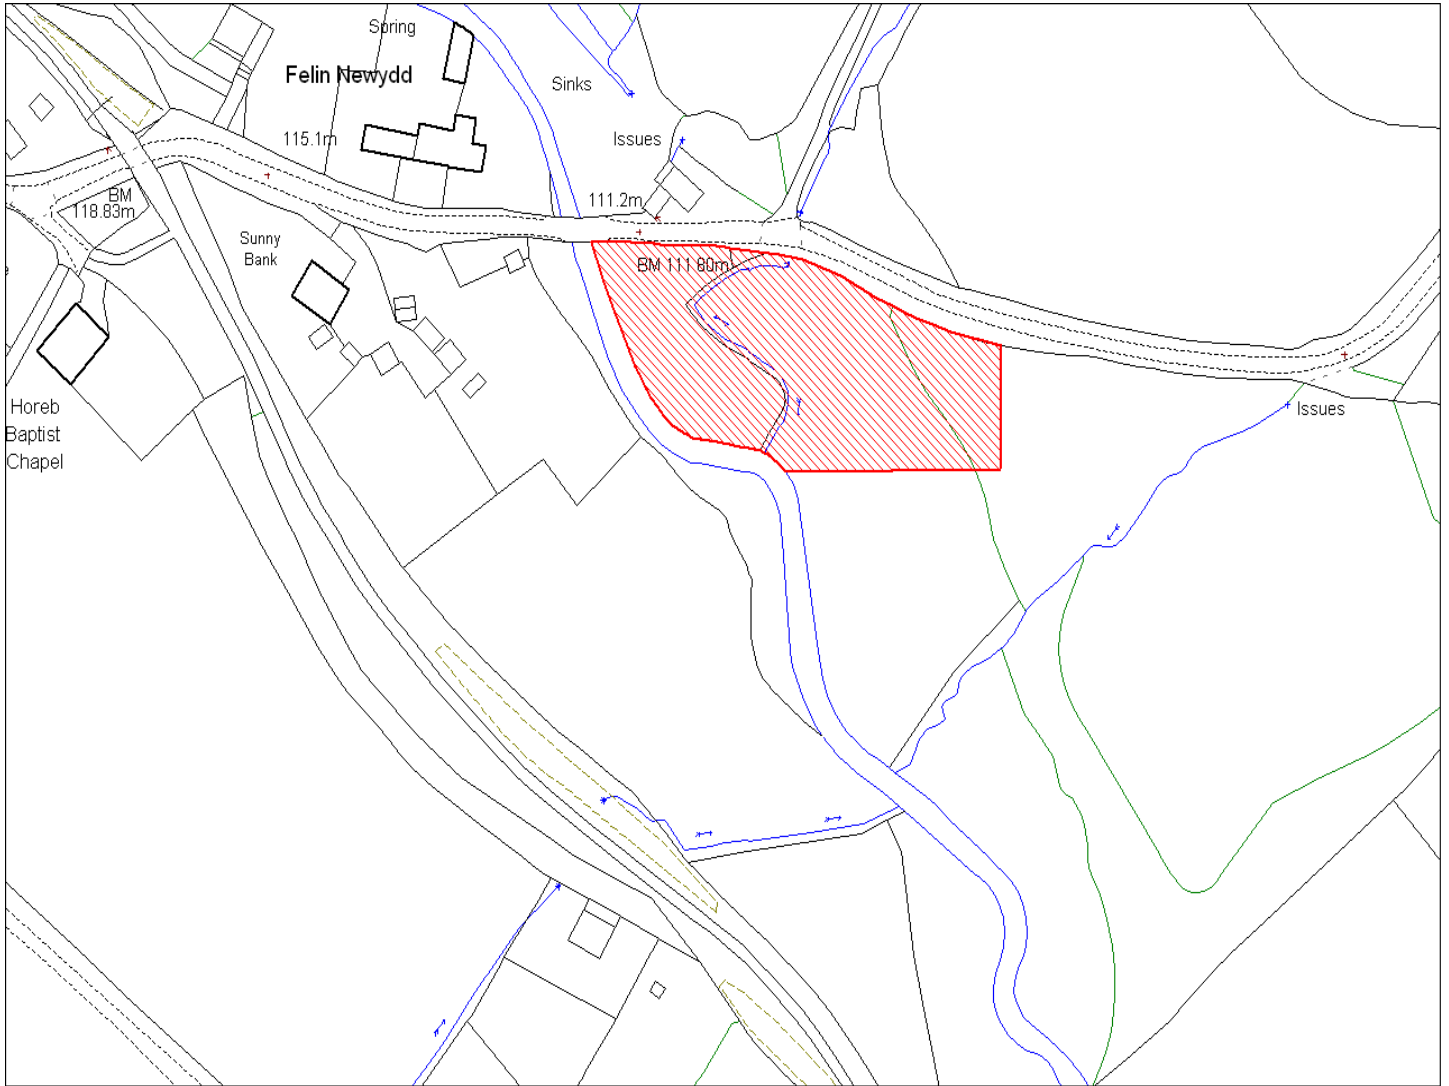 Spring
Felin Newydd
Sinks
115.1m
Issues
BM
118.83m
111.2m
Sunny
Bank
BM 111 80m
Horeb
Baptist
Chapel
Issues
e